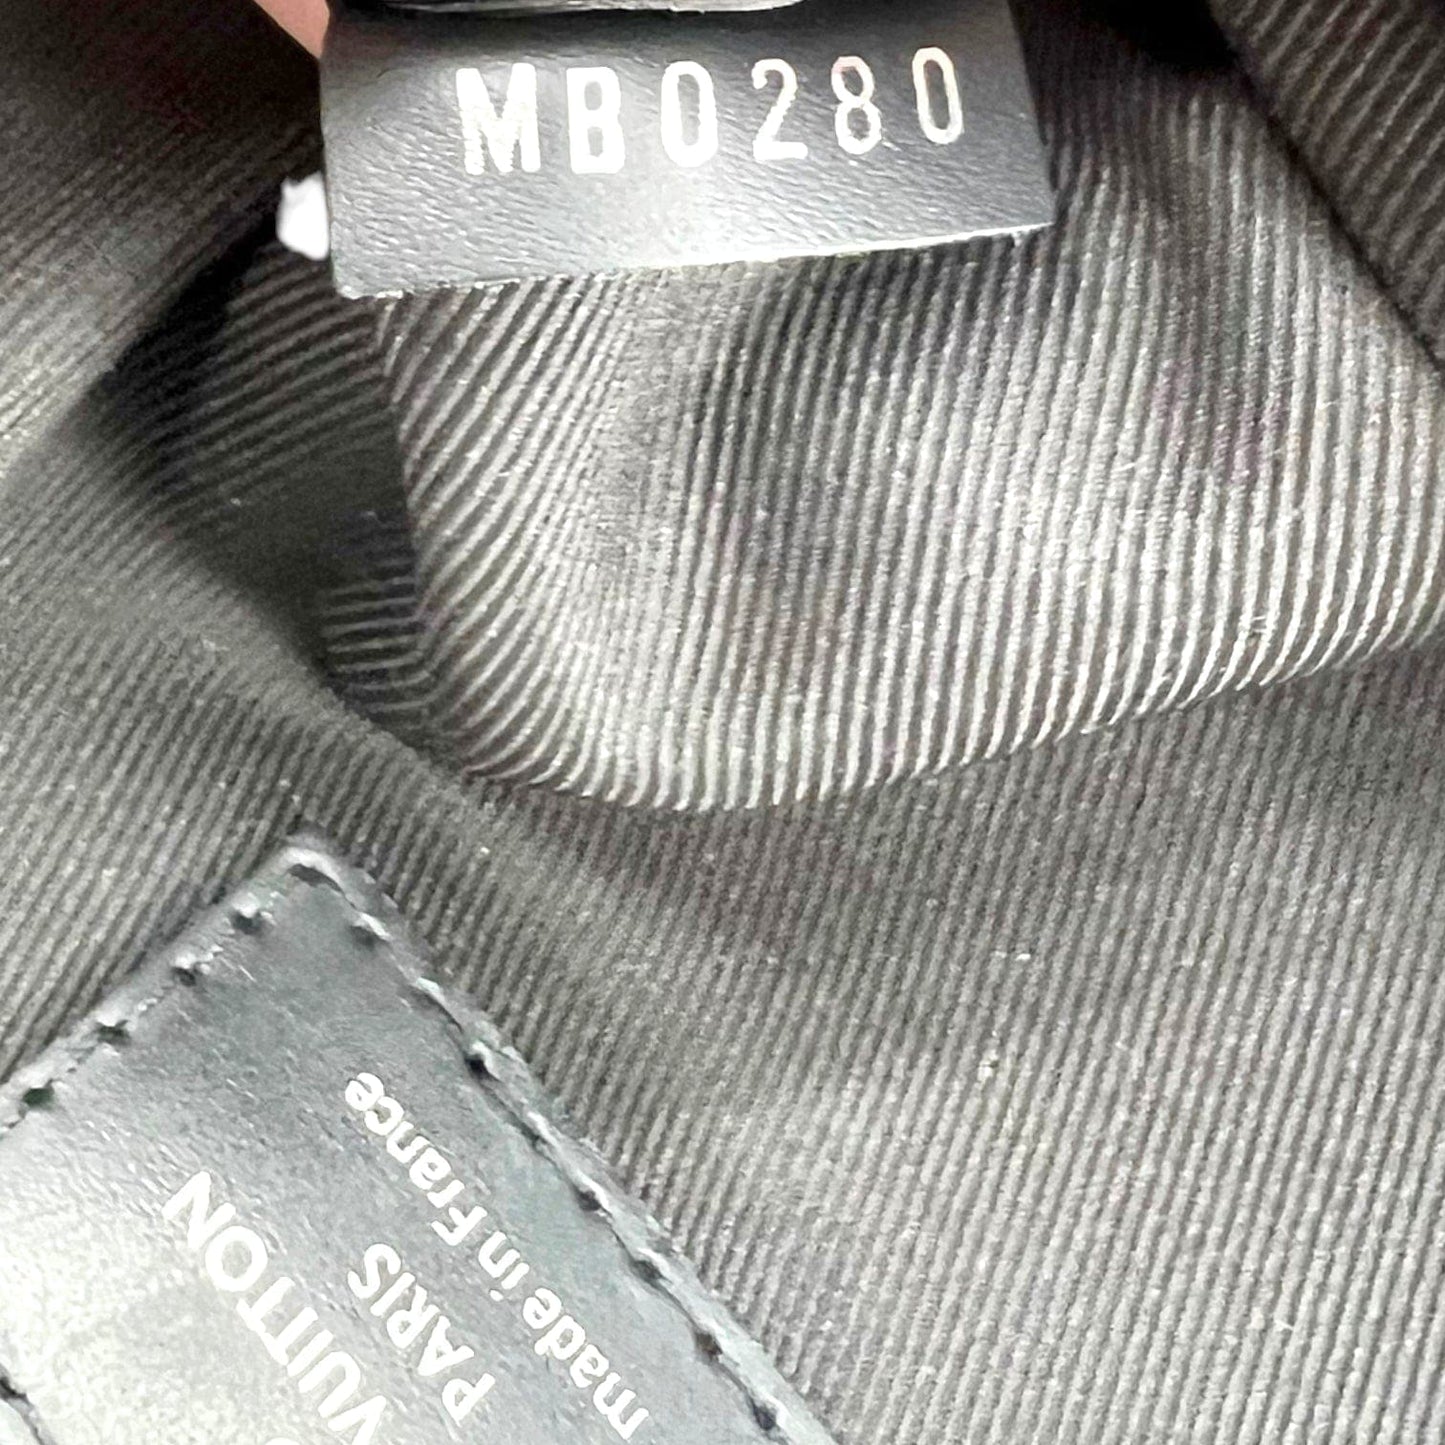 MB0280
VUITTON
PARIS
made in France